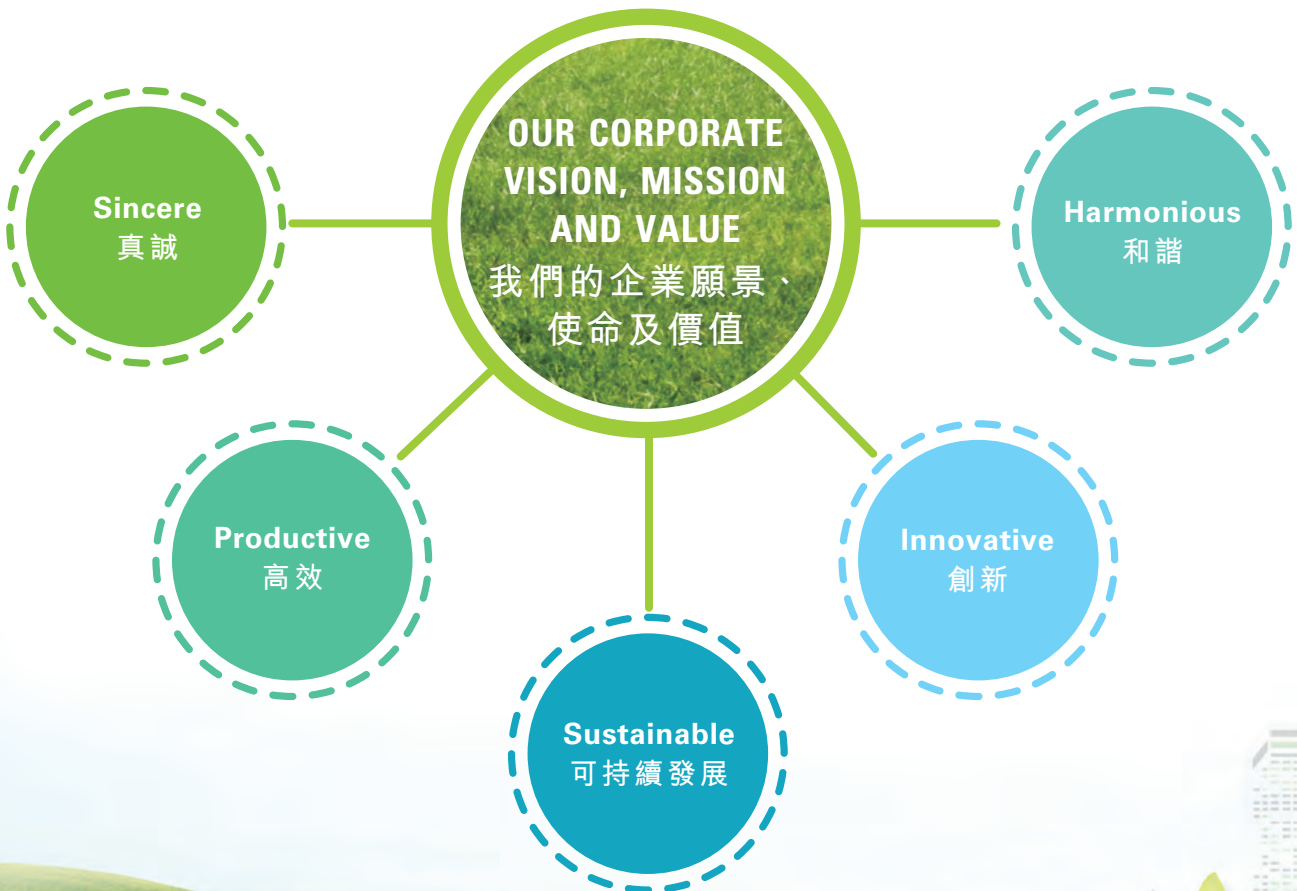 OUR CORPORATE
VISION, MISSION
AND VALUE
我們的企業願景、
使命及價值
Sincere
真誠
Harmonious
和諧
Productive
高效
Innovative
創新
Sustainable
可持續發展